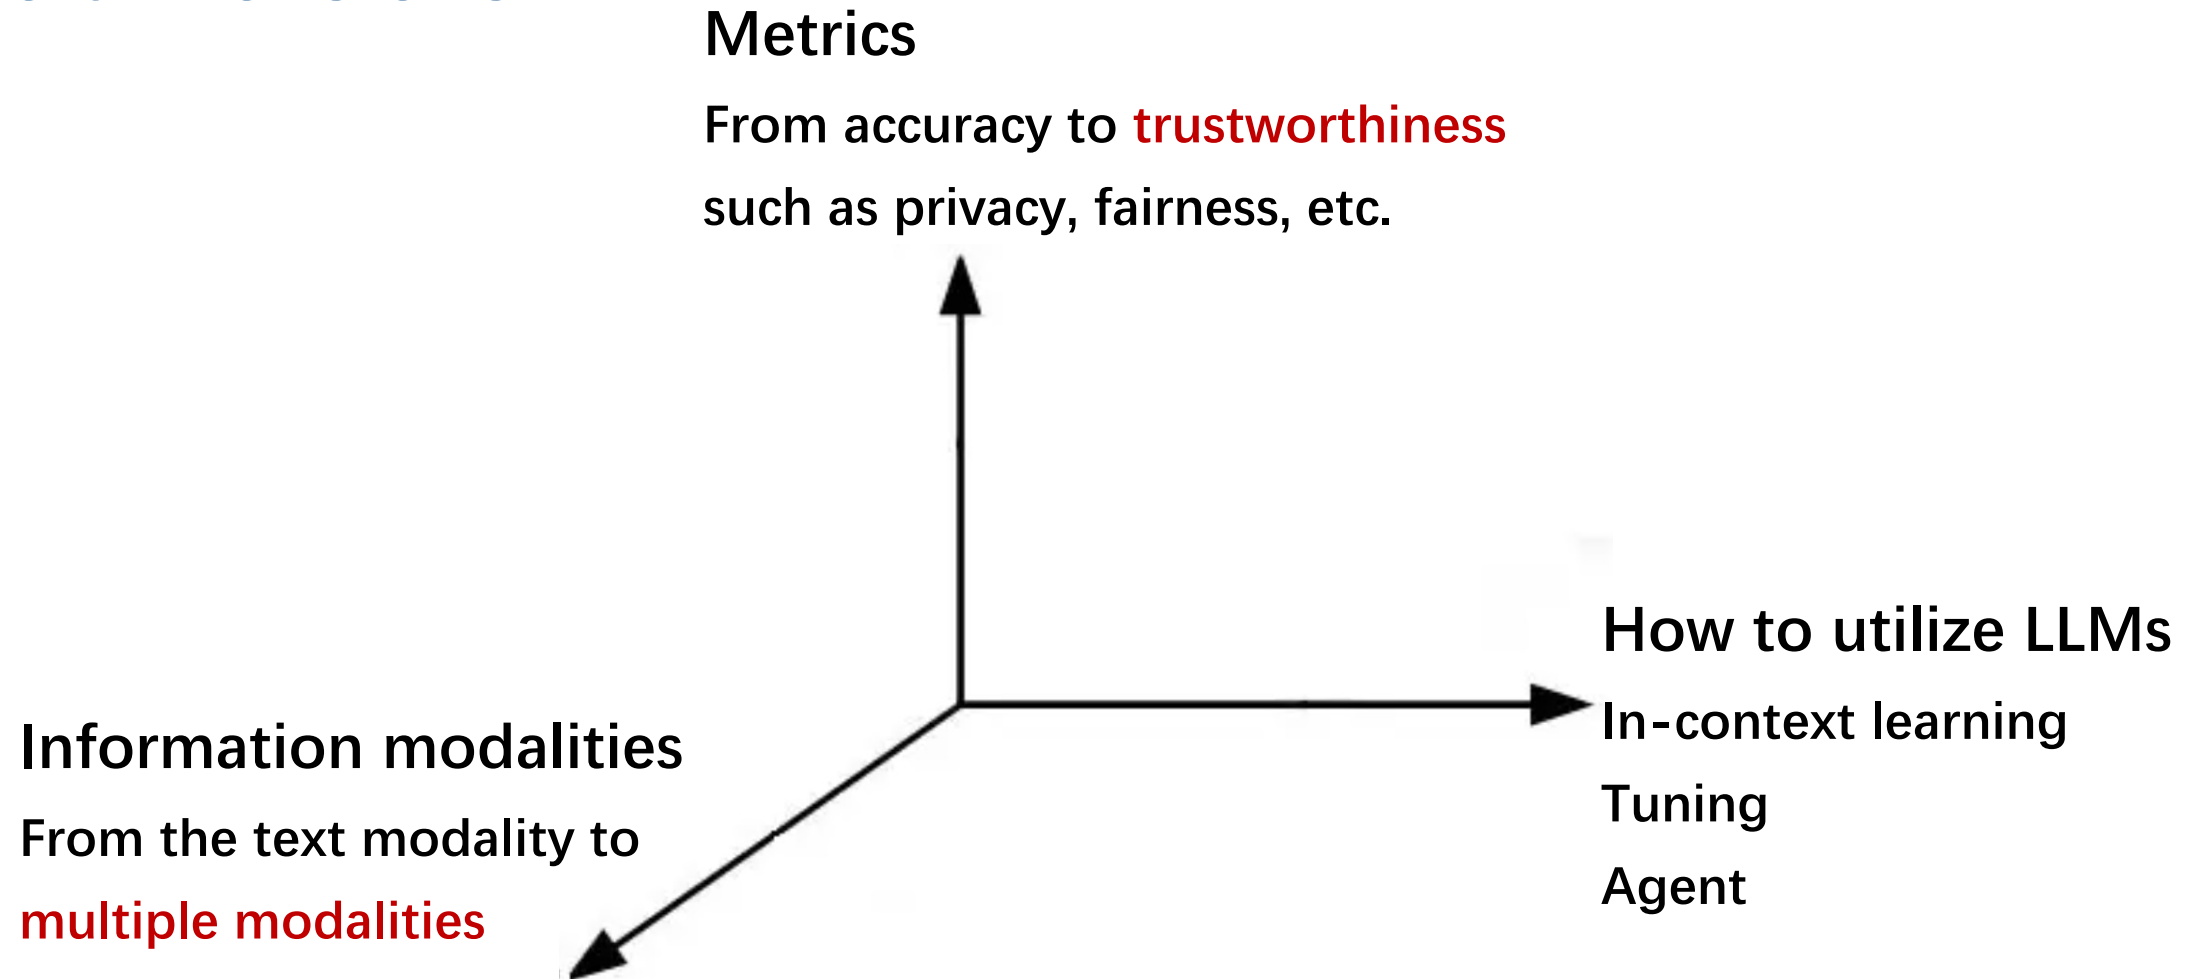 Metrics
From accuracy to trustworthiness
such as privacy, fairness, etc.
How to utilize LLMs
In-context learning
Tuning
Agent
Information modalities
From the text modality to
multiple modalities